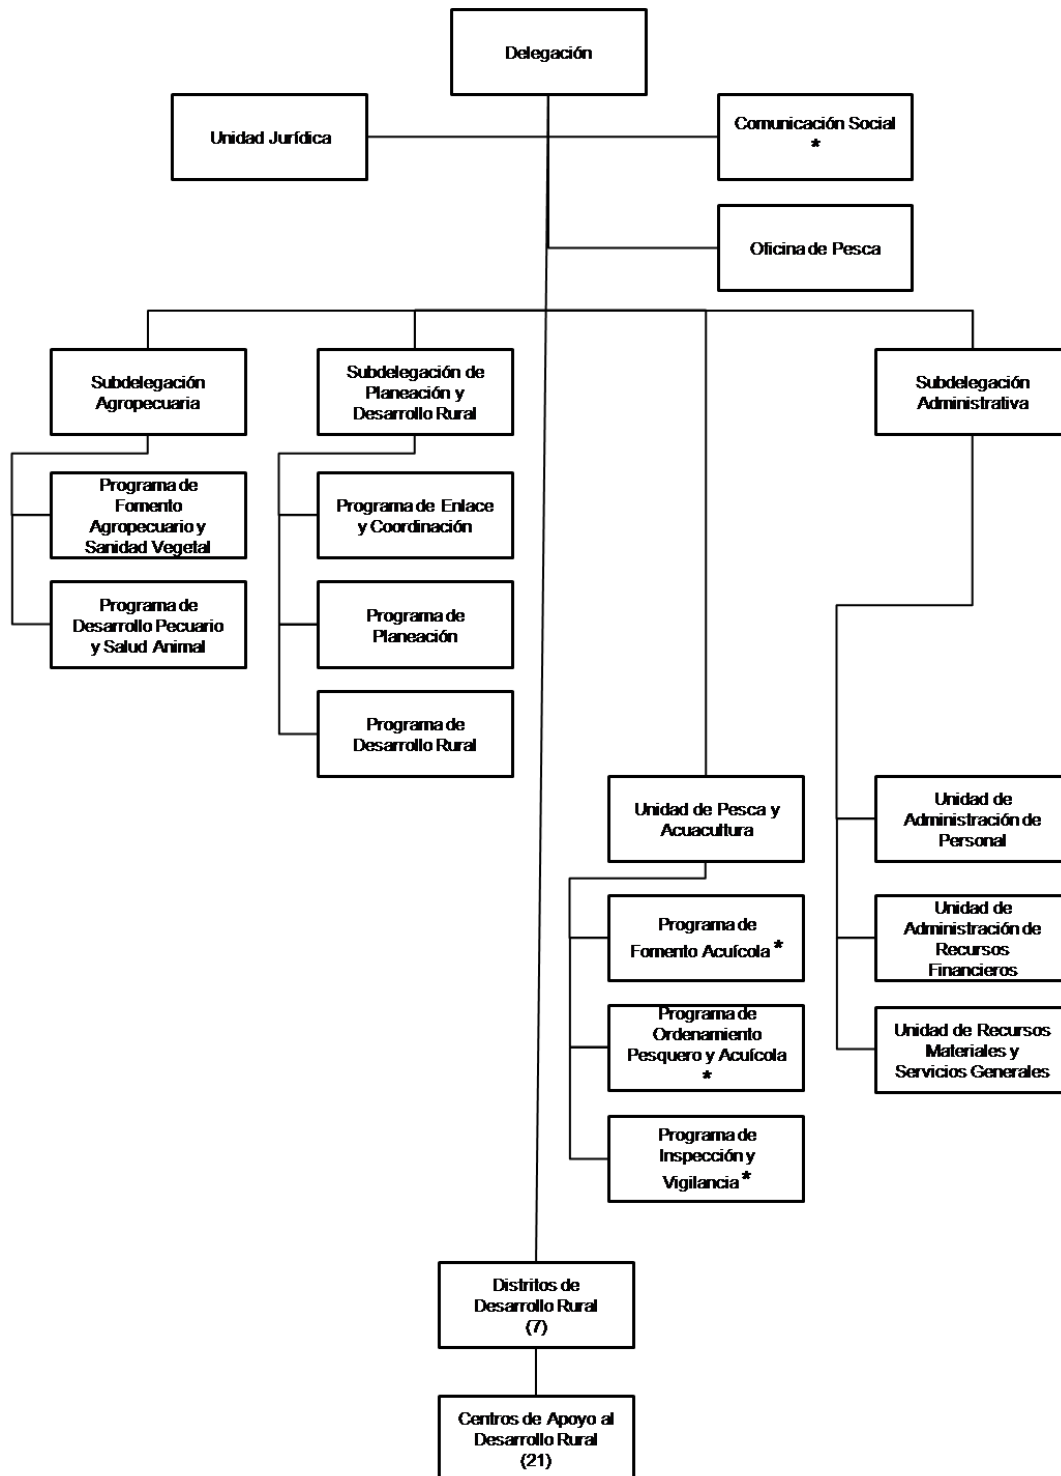 Delegación
Unidad Jurídica
Comunicación Social
*
Oficina de Pesca
Subdelegación
Agropecuaria
Subdelegación de
Planeación y
Desarrollo Rural
Subdelegación
Administrativa
Programa de
Fomento
Agropecuario y
Sanidad Vegetal
Programa de Enlace
y Coordinación
Programa de
Desarrollo Pecuario
y Salud Animal
Programa de
Planeación
Programa de
Desarrollo Rural
Unidad de Pesca y
Acuacultura
Unidad de
Administración de
Personal
Programa de
Fomento Acuícola *
Unidad de
Administración de
Recursos
Financieros
Programa de
Ordenamiento
Pesquero y Acuícola
*
Unidad de Recursos
Materiales y
Servicios Generales
Programa de
Inspección y
Vigilancia *
Distritos de
Desarrollo Rural
(7)
Centros de Apoyo al
Desarrollo Rural
(21)